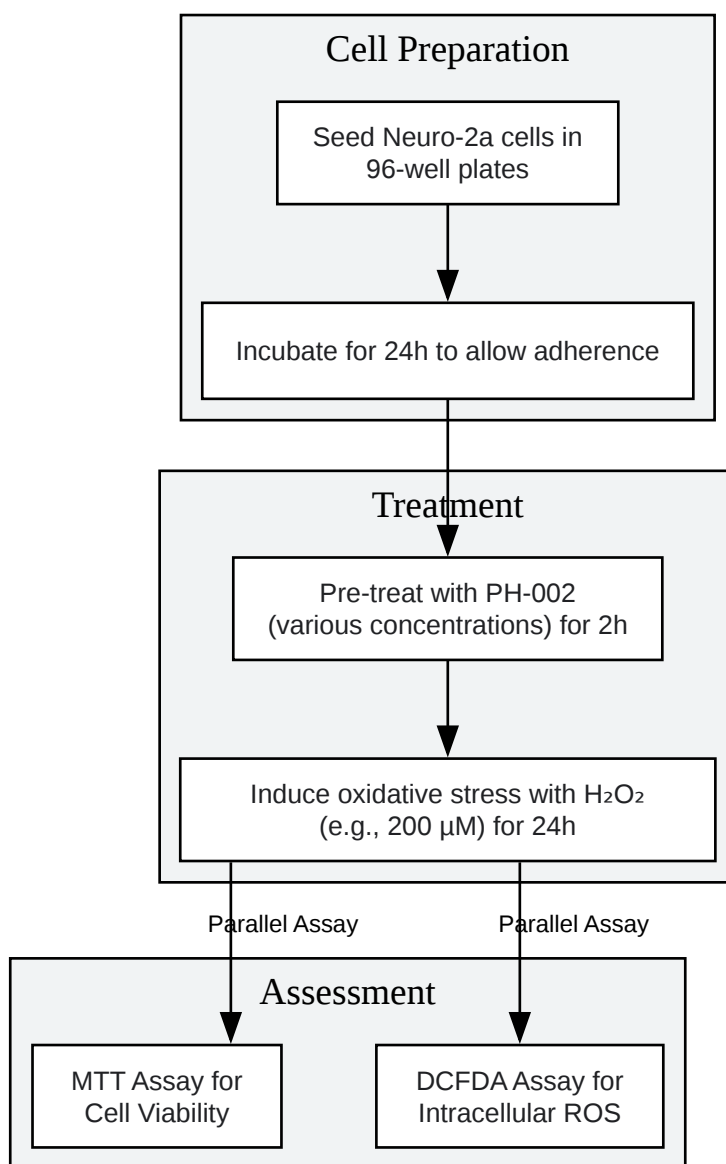 Cell Preparation
Seed Neuro-2a cells in
96-well plates
Incubate for 24h to allow adherence
Treatment
Pre-treat with PH-002
(various concentrations) for 2h
Induce oxidative stress with H₂O₂
(e.g., 200 µM) for 24h
Parallel Assay
Parallel Assay
Assessment
MTT Assay for
Cell Viability
DCFDA Assay for
Intracellular ROS